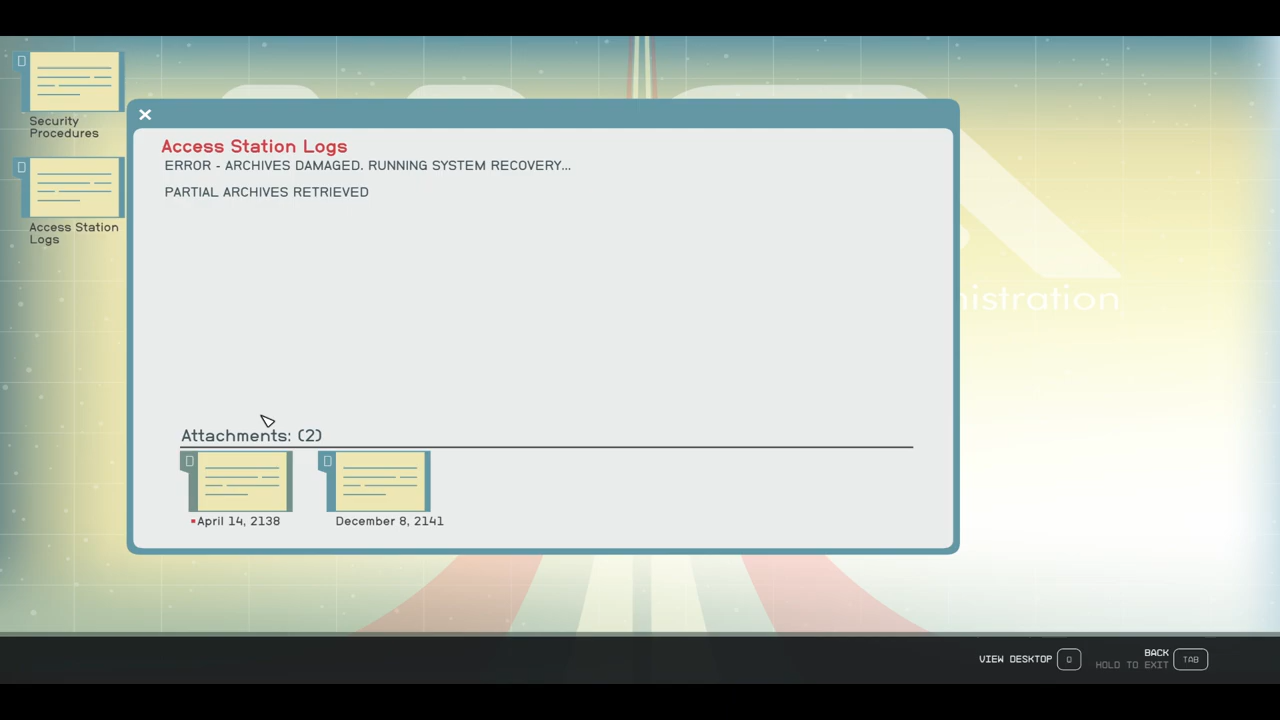 Security
Procedures
Access Station
Logs
Access Station Logs
ERROR - ARCHIVES DAMAGED. RUNNING SYSTEM RECOVERY...
PARTIAL ARCHIVES RETRIEVED
Attachments: (2)
April 14, 2138
December 8, 2141
VIEW DESKTOP
Q
BACK
HOLD TO EXIT
TAB